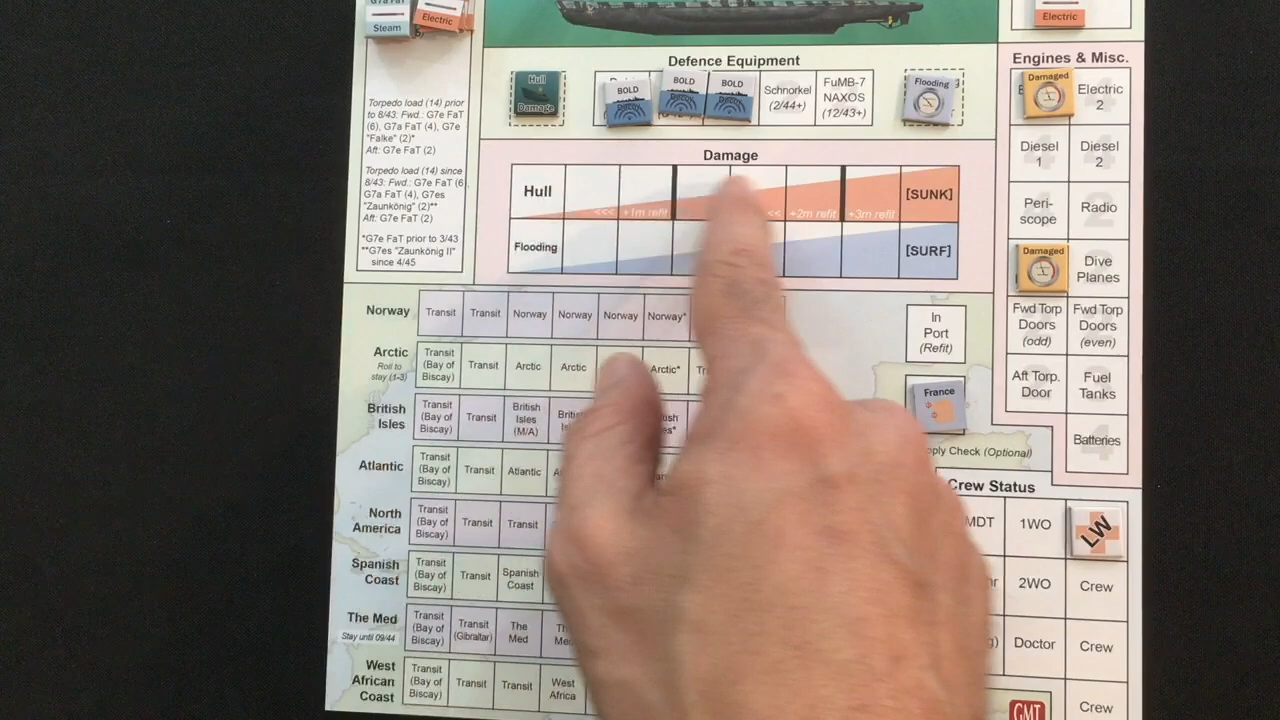 G7a FaT
Steam
Electric
Electric
Torpedo load (14) prior
to 8/43: Fwd.: G7e FaT
(6), G7a FaT (4), G7e
"Falke" (2)*
Aft: G7e FaT (2)
Torpedo load (14) since
8/43: Fwd: G7e FaT (6)
G7a FaT (4), G7es
"Zaunkönig" (2)**
Aft: G7e FaT (2)
*G7e FaT prior to 3/43
**G7es "Zaunkönig II"
since 4/45
Defence Equipment
Hull
Damage
BOLD
Decoy
BOLD
Decoy
BOLD
Decoy
Schnorkel
(2/44+)
FuMB-7
NAXOS
(12/43+)
Flooding
Damage
Hull
<<<
+1m refit
<<
+2m refit
+3m refit
[SUNK]
Flooding
[SURF]
Engines & Misc.
Damaged
Electric
2
Diesel
1
Diesel
2
Peri-
scope
Radio
Damaged
Dive
Planes
Fwd Torp
Doors
(odd)
Fwd Torp
Doors
(even)
Aft Torp.
Door
Fuel
Tanks
Batteries
Norway
Transit
Transit
Norway
Norway
Norway
Norway*
In
Port
(Refit)
Arctic
Roll to
stay (1-3)
Transit
(Bay of
Biscay)
Transit
Arctic
Arctic
Arctic*
France
British
Isles
Transit
(Bay of
Biscay)
Transit
British
Isles
(M/A)
ply Check (Optional)
Atlantic
Transit
(Bay of
Biscay)
Transit
Atlantic
North
America
Transit
(Bay of
Biscay)
Transit
Transit
Spanish
Coast
Transit
(Bay of
Biscay)
Transit
Spanish
Coast
The Med
Stay until 09/44
Transit
(Bay of
Biscay)
Transit
(Gibraltar)
The
Med
West
African
Coast
Transit
(Bay of
Biscay)
Transit
Transit
West
Africa
Crew Status
MDT
1WO
LW
2WO
Crew
Doctor
Crew
Crew
GMT